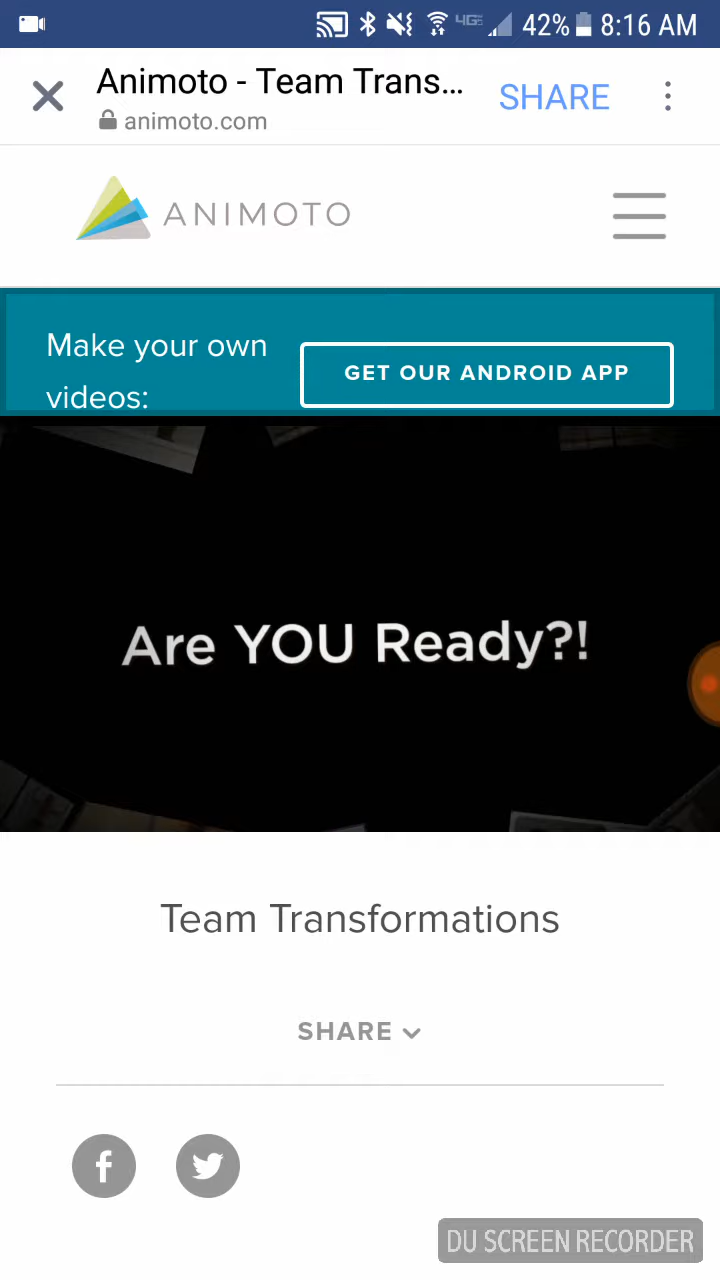 4GE 42% 8:16 AM
Animoto - Team Trans... SHARE
animoto.com
ANIMOTO
Make your own
videos:
GET OUR ANDROID APP
Are YOU Ready?!
Team Transformations
SHARE
DU SCREEN RECORDER